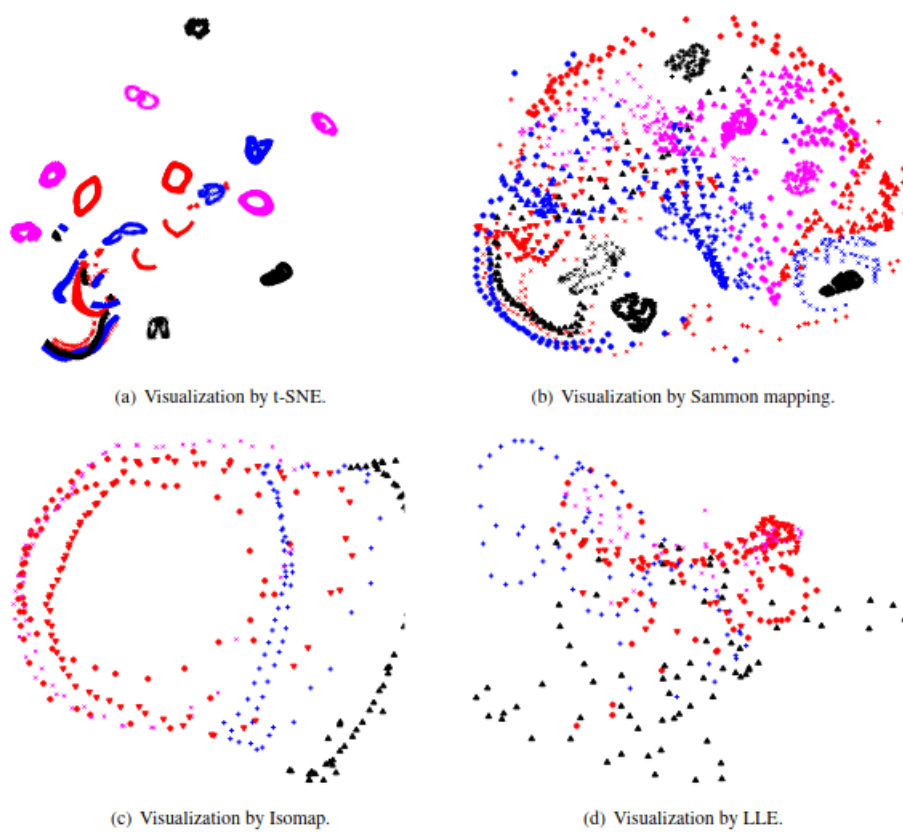 (a) Visualization by t-SNE.
(b) Visualization by Sammon mapping.
(c) Visualization by Isomap.
(d) Visualization by LLE.